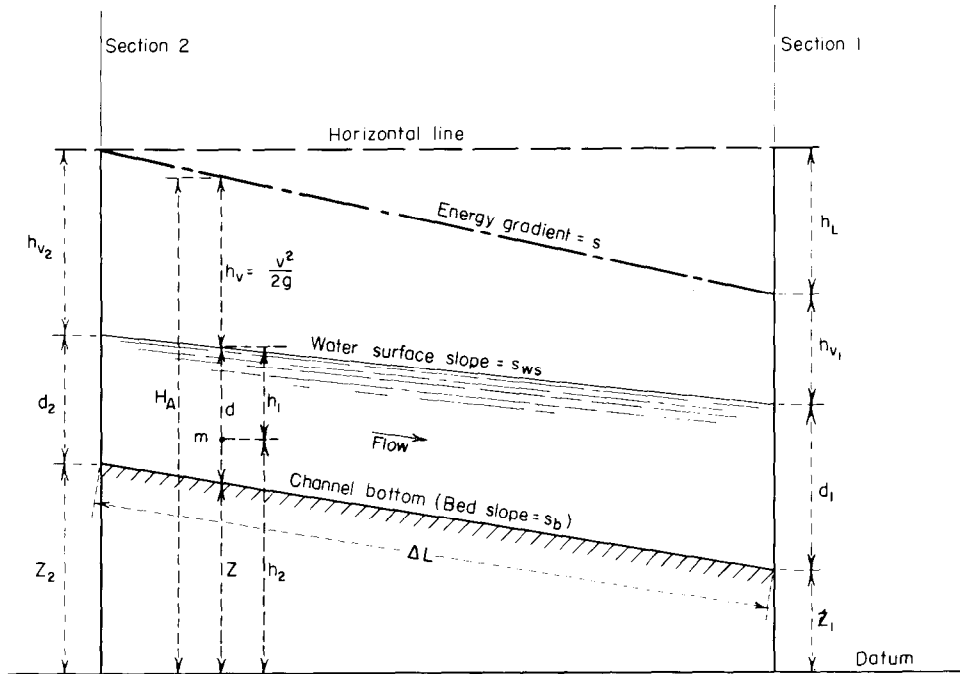 Section 2
Section 1
Horizontal line
Energy gradient = s
h_L
h_v2
h_v = v²/2g
Water surface slope = s_ws
h_v1
d_2
H_A
d
h_1
m
Flow
Channel bottom (Bed slope = s_b)
d_1
ΔL
Z_2
Z
h_2
Z_1
Datum